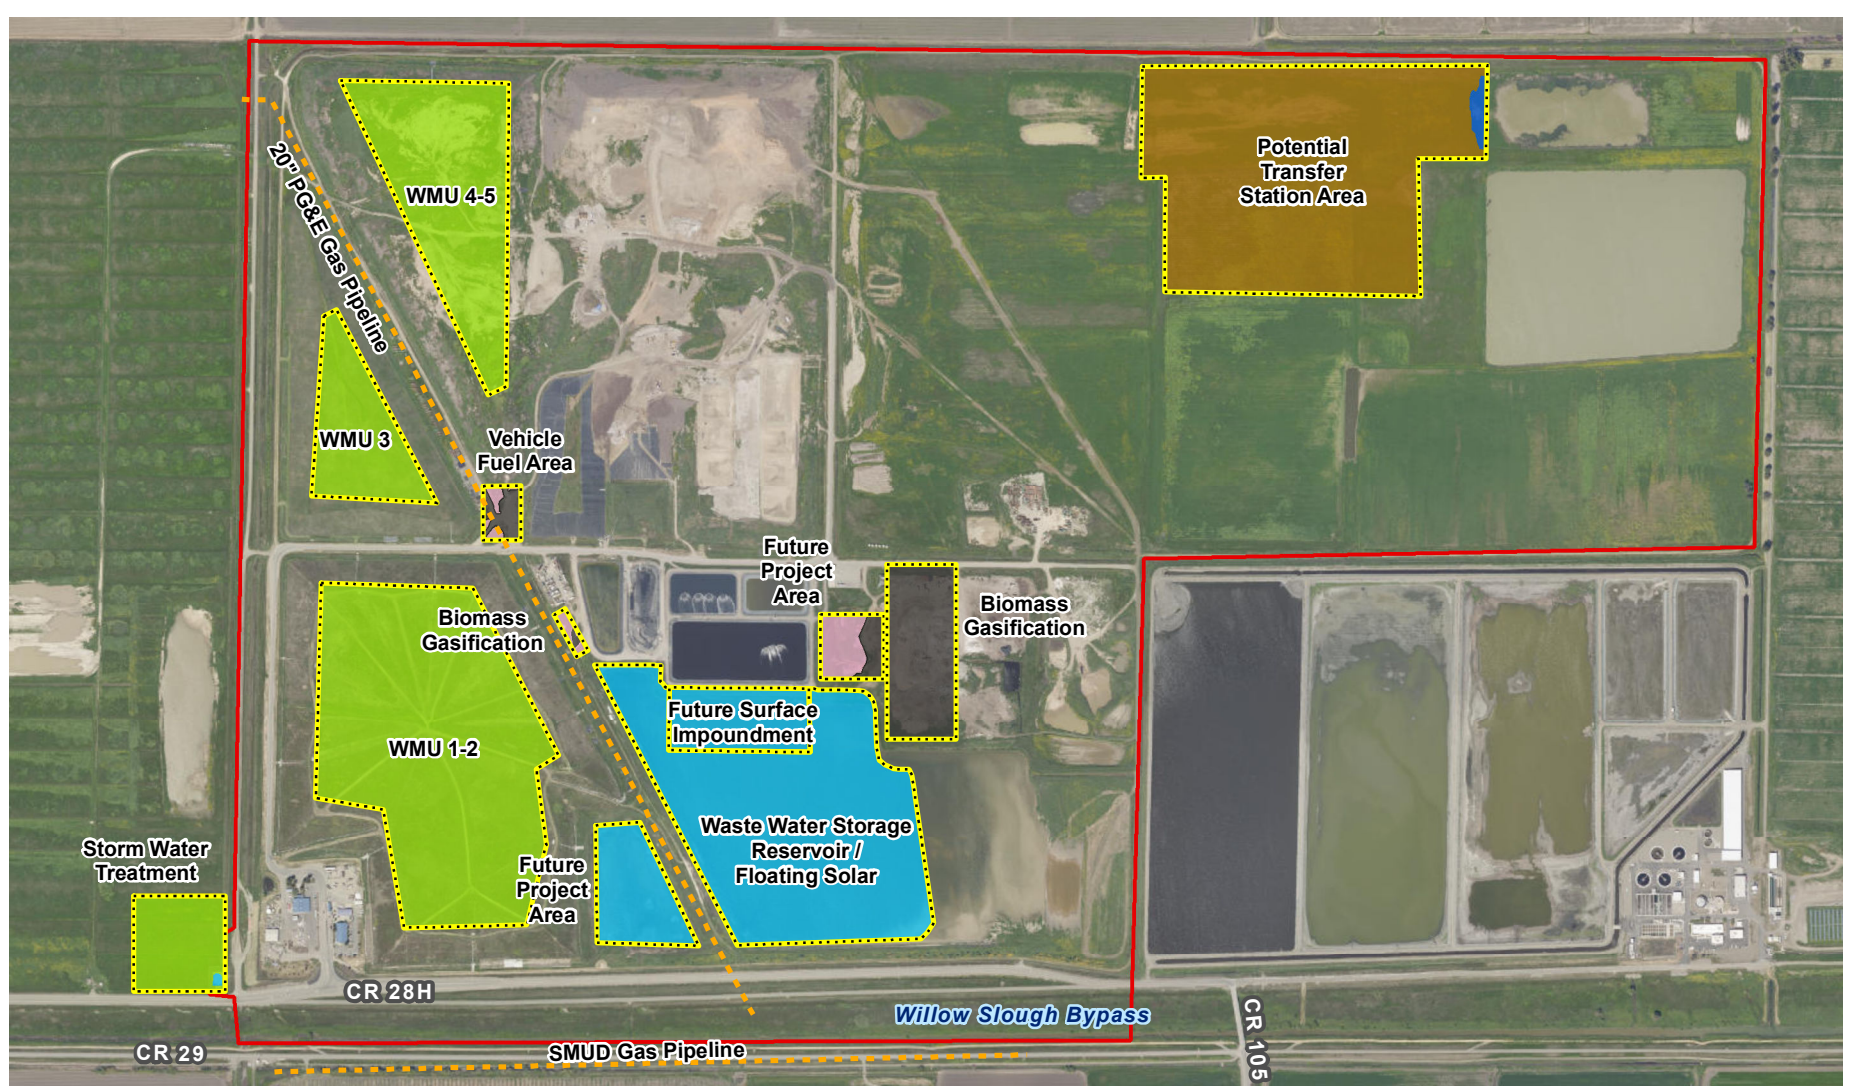 Potential
Transfer
Station Area
WMU 4-5
20" PG&E Gas Pipeline
WMU 3
Vehicle
Fuel Area
Future
Project
Area
Biomass
Gasification
Biomass
Gasification
Future Surface
Impoundment
WMU 1-2
Waste Water Storage
Reservoir /
Floating Solar
Storm Water
Treatment
Future
Project
Area
CR 28H
Willow Slough Bypass
CR 105
CR 29
SMUD Gas Pipeline